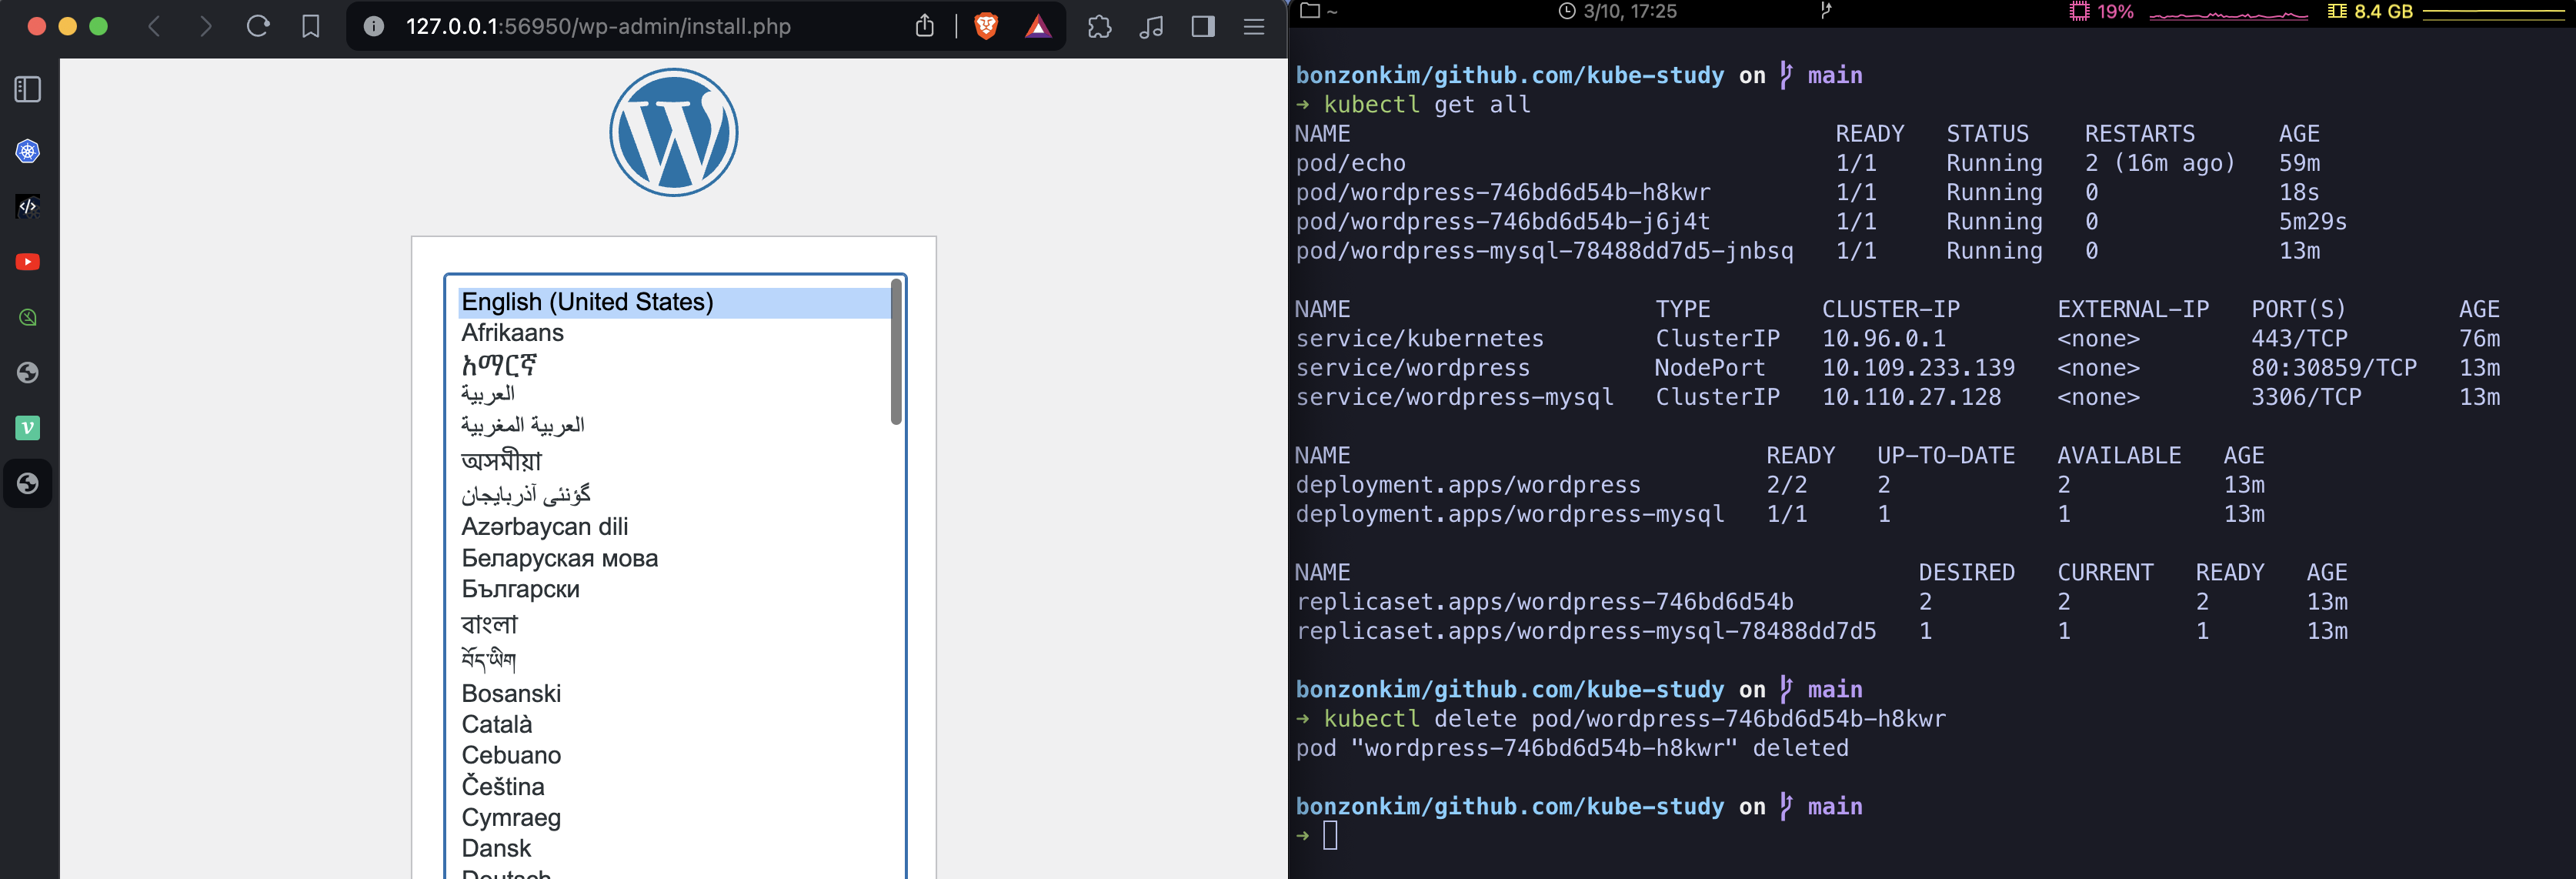 127.0.0.1:56950/wp-admin/install.php
English (United States)
Afrikaans
አማርኛ
العربية
العربية المغربية
অসমীয়া
گؤنئی آذربایجان
Azərbaycan dili
Беларуская мова
Български
বাংলা
བོད་ཡིག
Bosanski
Català
Cebuano
Čeština
Cymraeg
Dansk
Deutsch
~ 3/10, 17:25 19% 8.4 GB
bonzonkim/github.com/kube-study on main
➜ kubectl get all
NAME READY STATUS RESTARTS AGE
pod/echo 1/1 Running 2 (16m ago) 59m
pod/wordpress-746bd6d54b-h8kwr 1/1 Running 0 18s
pod/wordpress-746bd6d54b-j6j4t 1/1 Running 0 5m29s
pod/wordpress-mysql-78488dd7d5-jnbsq 1/1 Running 0 13m
NAME TYPE CLUSTER-IP EXTERNAL-IP PORT(S) AGE
service/kubernetes ClusterIP 10.96.0.1 <none> 443/TCP 76m
service/wordpress NodePort 10.109.233.139 <none> 80:30859/TCP 13m
service/wordpress-mysql ClusterIP 10.110.27.128 <none> 3306/TCP 13m
NAME READY UP-TO-DATE AVAILABLE AGE
deployment.apps/wordpress 2/2 2 2 13m
deployment.apps/wordpress-mysql 1/1 1 1 13m
NAME DESIRED CURRENT READY AGE
replicaset.apps/wordpress-746bd6d54b 2 2 2 13m
replicaset.apps/wordpress-mysql-78488dd7d5 1 1 1 13m
bonzonkim/github.com/kube-study on main
➜ kubectl delete pod/wordpress-746bd6d54b-h8kwr
pod "wordpress-746bd6d54b-h8kwr" deleted
bonzonkim/github.com/kube-study on main
➜